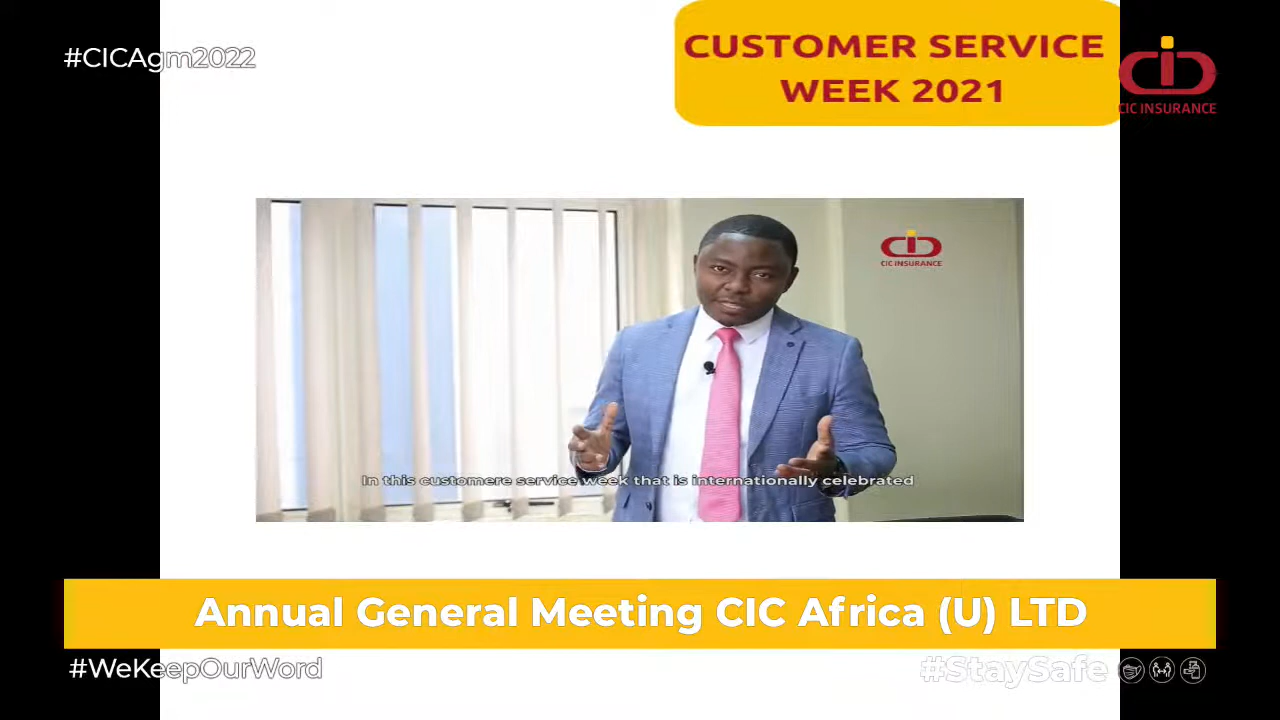 #CICAgm2022
CUSTOMER SERVICE
WEEK 2021
CIC INSURANCE
CIC INSURANCE
In this customere service week that is internationally celebrated
Annual General Meeting CIC Africa (U) LTD
#WeKeepOurWord
#StaySafe